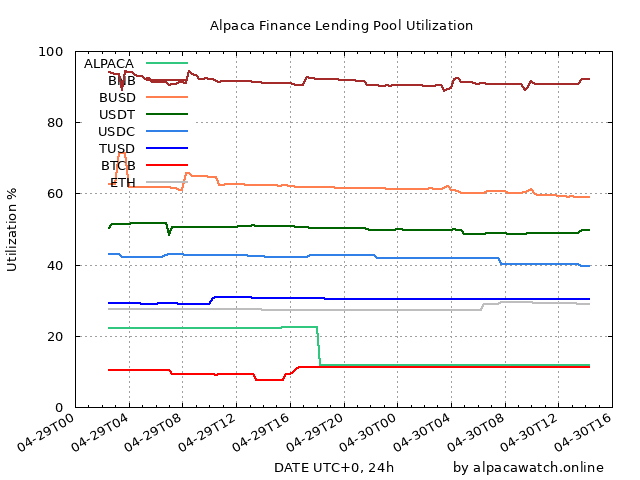 Alpaca Finance Lending Pool Utilization
Utilization %
100
80
60
40
20
0
ALPACA
BNB
BUSD
USDT
USDC
TUSD
BTCB
ETH
04-29T00
04-29T04
04-29T08
04-29T12
04-29T16
04-29T20
04-30T00
04-30T04
04-30T08
04-30T12
04-30T16
DATE UTC+0, 24h
by alpacawatch.online